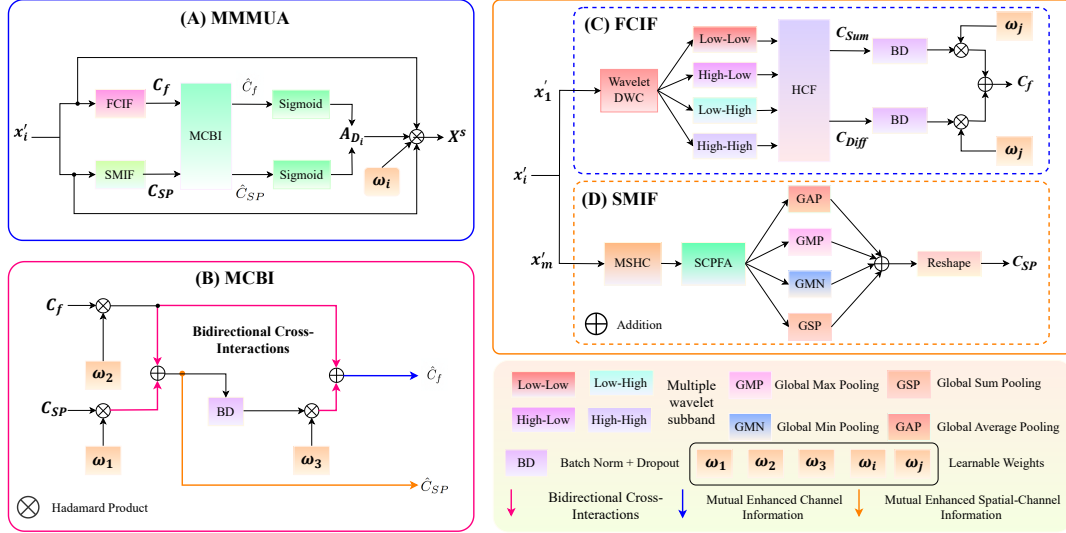 (A) MMMUA
x'_i
FCIF
C_f
SMIF
C_SP
MCBI
Ĉ_f
Ĉ_SP
Sigmoid
Sigmoid
A_{D_i}
ω_i
X^s
(B) MCBI
C_f
ω_2
C_SP
ω_1
Bidirectional Cross-
Interactions
BD
ω_3
Ĉ_f
Ĉ_SP
Hadamard Product
x'_i
x'_1
x'_m
(C) FCIF
Wavelet
DWC
Low-Low
High-Low
Low-High
High-High
HCF
C_Sum
C_Diff
BD
BD
ω_j
ω_j
C_f
(D) SMIF
MSHC
SCPFA
GAP
GMP
GMN
GSP
Reshape
C_SP
Addition
Low-Low
Low-High
High-Low
High-High
Multiple
wavelet
subband
GMP Global Max Pooling
GSP Global Sum Pooling
GMN Global Min Pooling
GAP Global Average Pooling
BD Batch Norm + Dropout
ω_1 ω_2 ω_3 ω_i ω_j Learnable Weights
Bidirectional Cross-
Interactions
Mutual Enhanced Channel
Information
Mutual Enhanced Spatial-Channel
Information